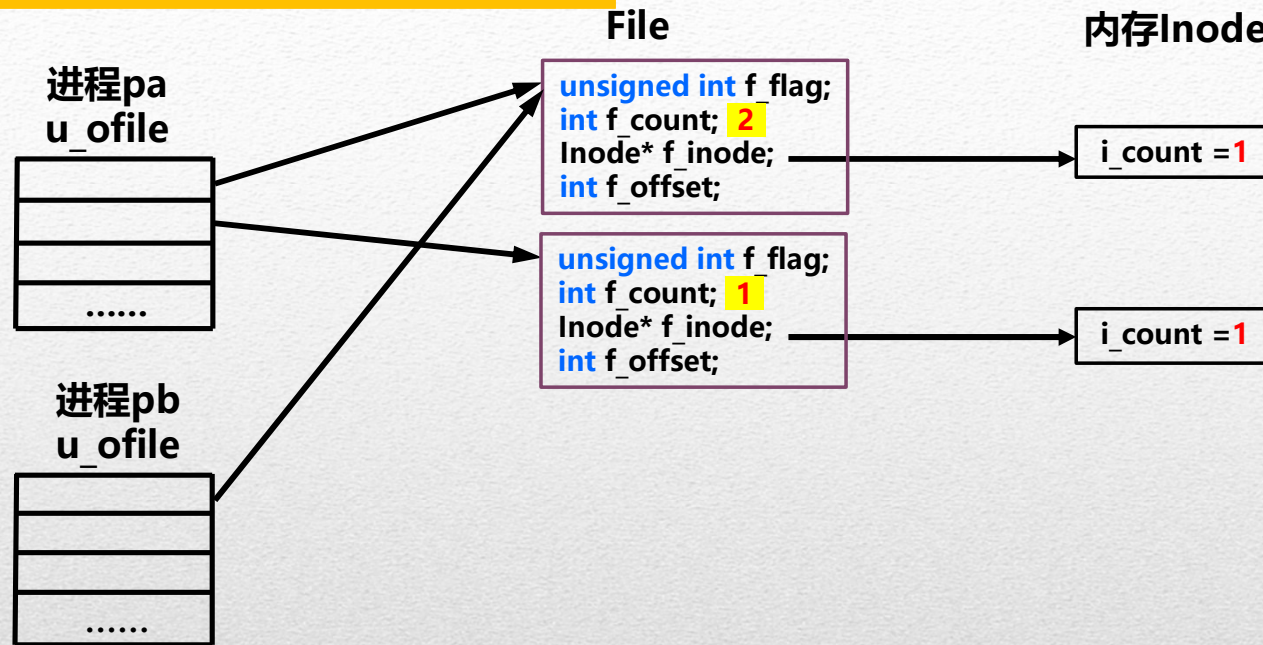 File
内存Inode
进程pa
u_ofile
......
unsigned int f_flag;
int f_count; 2
Inode* f_inode;
int f_offset;
i_count =1
unsigned int f_flag;
int f_count; 1
Inode* f_inode;
int f_offset;
i_count =1
进程pb
u_ofile
......